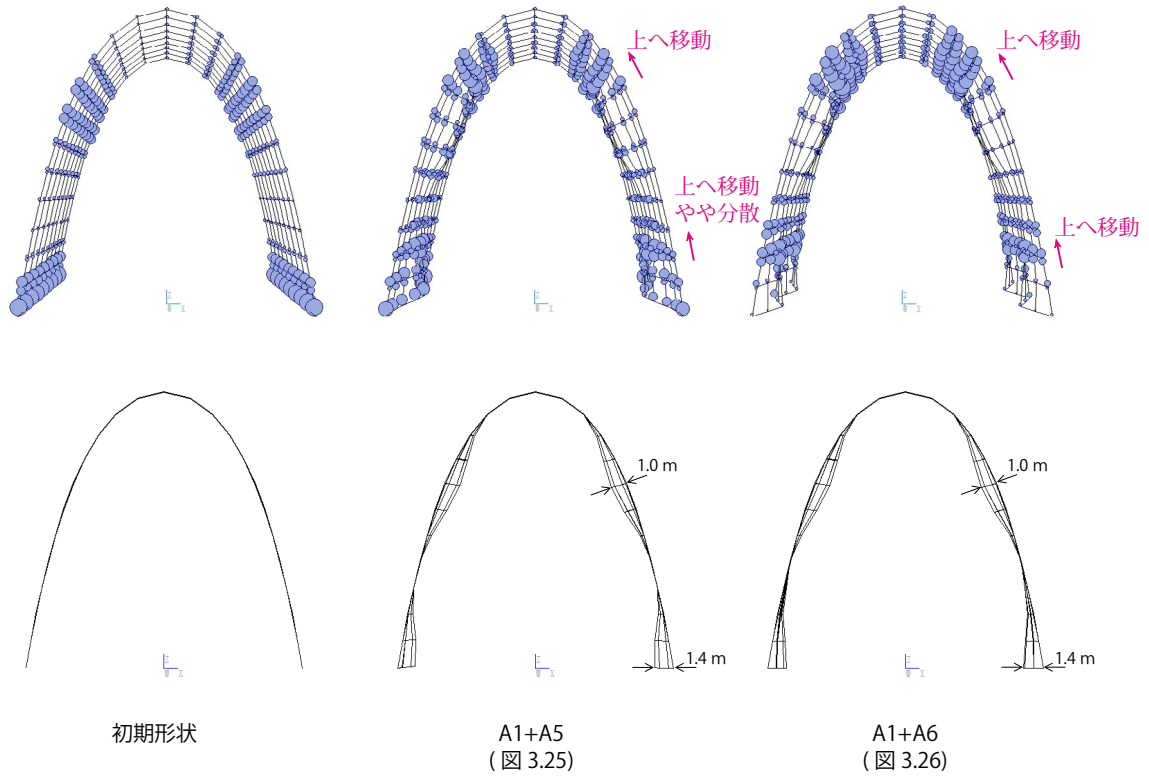 上へ移動
上へ移動
上へ移動
やや分散
上へ移動
Z
X
Z
X
Z
X
1.0 m
1.0 m
1.4 m
1.4 m
Z
X
Z
X
Z
X
初期形状
A1+A5
( 図 3.25)
A1+A6
( 図 3.26)